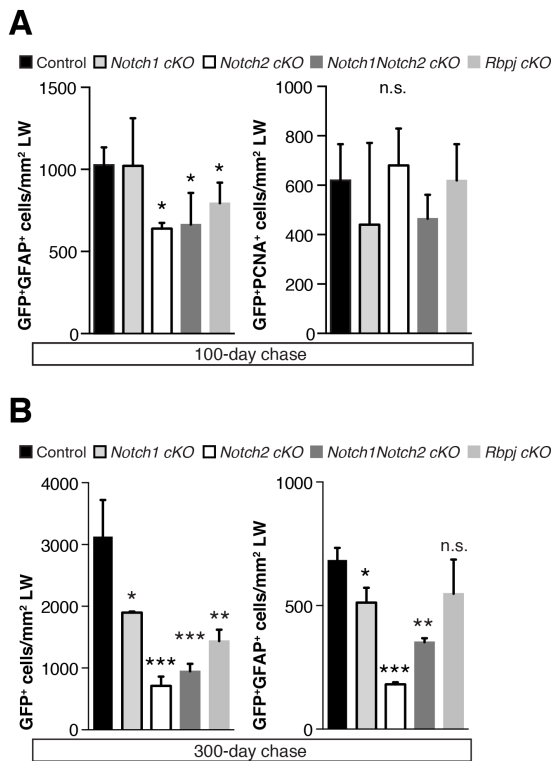 A
Control Notch1 cKO Notch2 cKO Notch1Notch2 cKO Rbpj cKO
GFP+GFAP+ cells/mm² LW
1500
1000
500
0
*
*
*
GFP+PCNA+ cells/mm² LW
1000
800
600
400
200
0
n.s.
100-day chase
B
Control Notch1 cKO Notch2 cKO Notch1Notch2 cKO Rbpj cKO
GFP+ cells/mm² LW
4000
3000
2000
1000
0
*
***
***
**
GFP+GFAP+ cells/mm² LW
1000
500
0
*
***
**
n.s.
300-day chase